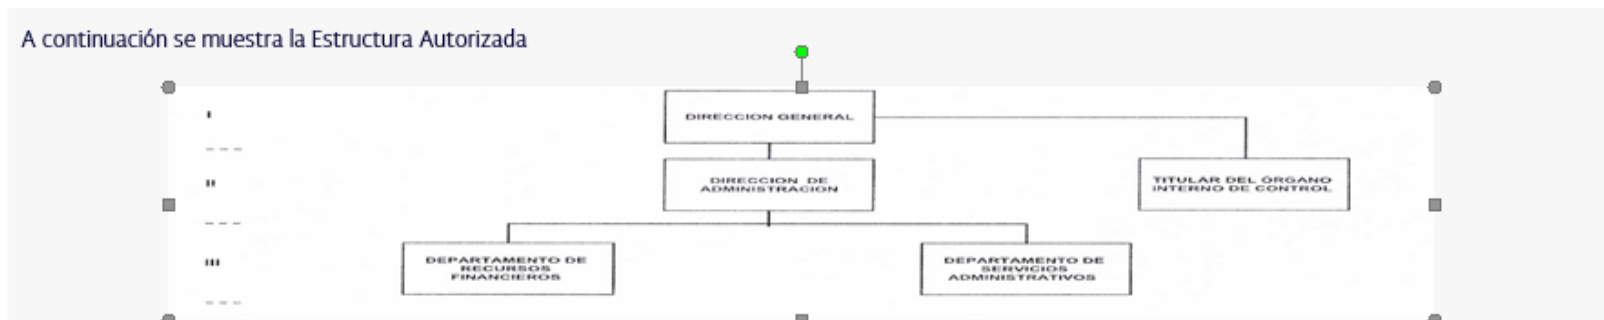 A continuación se muestra la Estructura Autorizada
I
DIRECCION GENERAL
II
DIRECCION DE
ADMINISTRACION
TITULAR DEL ÓRGANO
INTERNO DE CONTROL
III
DEPARTAMENTO DE
RECURSOS
FINANCIEROS
DEPARTAMENTO DE
SERVICIOS
ADMINISTRATIVOS